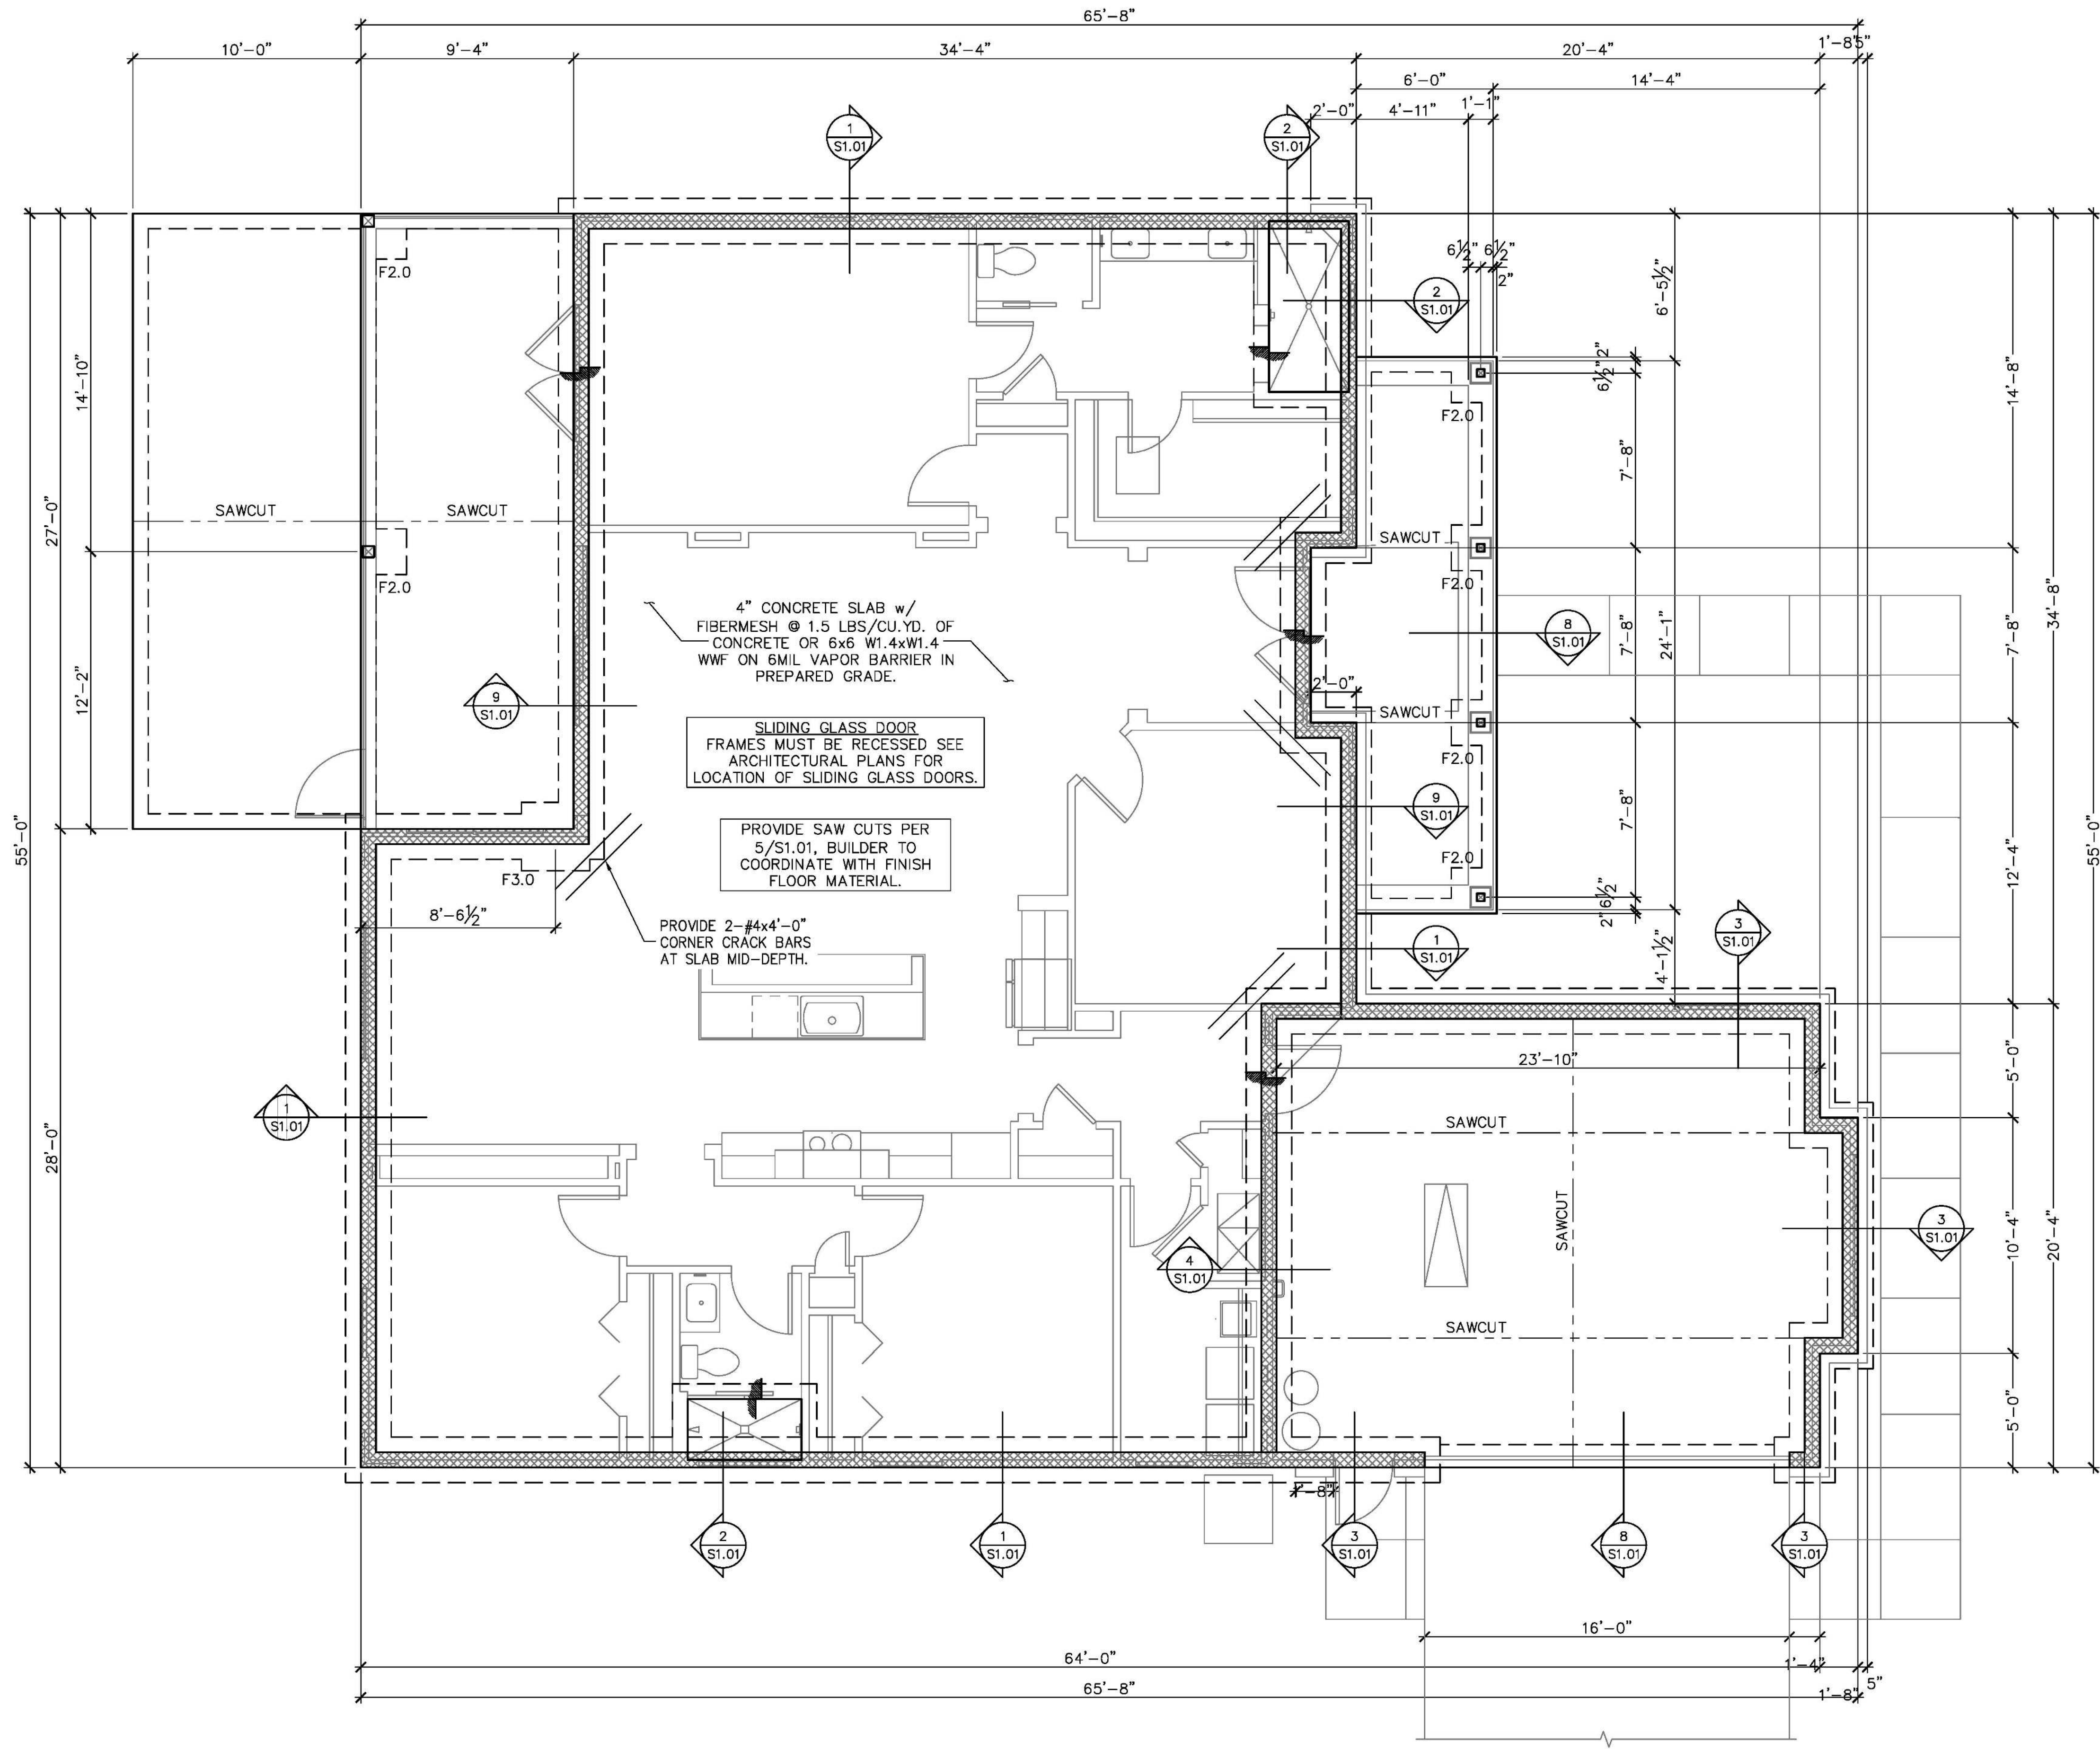 65'-8"
10'-0"
9'-4"
34'-4"
20'-4"
1'-8"
5"
6'-0"
14'-4"
2'-0"
4'-11"
1'-1"
1
S1.01
2
S1.01
6½"
6½"
2"
6'-5½"
2
S1.01
F2.0
14'-10"
2"
6½"
14'-8"
F2.0
SAWCUT
SAWCUT
27'-0"
7'-8"
SAWCUT
F2.0
F2.0
4" CONCRETE SLAB w/
FIBERMESH @ 1.5 LBS/CU.YD. OF
CONCRETE OR 6x6 W1.4xW1.4
WWF ON 6MIL VAPOR BARRIER IN
PREPARED GRADE.
8
S1.01
7'-8"
24'-1"
7'-8"
34'-8"
12'-2"
9
S1.01
2'-0"
SAWCUT
SLIDING GLASS DOOR
FRAMES MUST BE RECESSED SEE
ARCHITECTURAL PLANS FOR
LOCATION OF SLIDING GLASS DOORS.
F2.0
9
S1.01
7'-8"
55'-0"
55'-0"
PROVIDE SAW CUTS PER
5/S1.01, BUILDER TO
COORDINATE WITH FINISH
FLOOR MATERIAL.
F2.0
F3.0
12'-4"
6½"
2"
8'-6½"
PROVIDE 2-#4x4'-0"
CORNER CRACK BARS
AT SLAB MID-DEPTH.
1
S1.01
3
S1.01
4'-1½"
23'-10"
5'-0"
1
S1.01
SAWCUT
28'-0"
SAWCUT
3
S1.01
10'-4"
20'-4"
4
S1.01
SAWCUT
5'-0"
1'-8"
2
S1.01
1
S1.01
3
S1.01
8
S1.01
3
S1.01
16'-0"
64'-0"
1'-4"
5"
65'-8"
1'-8"